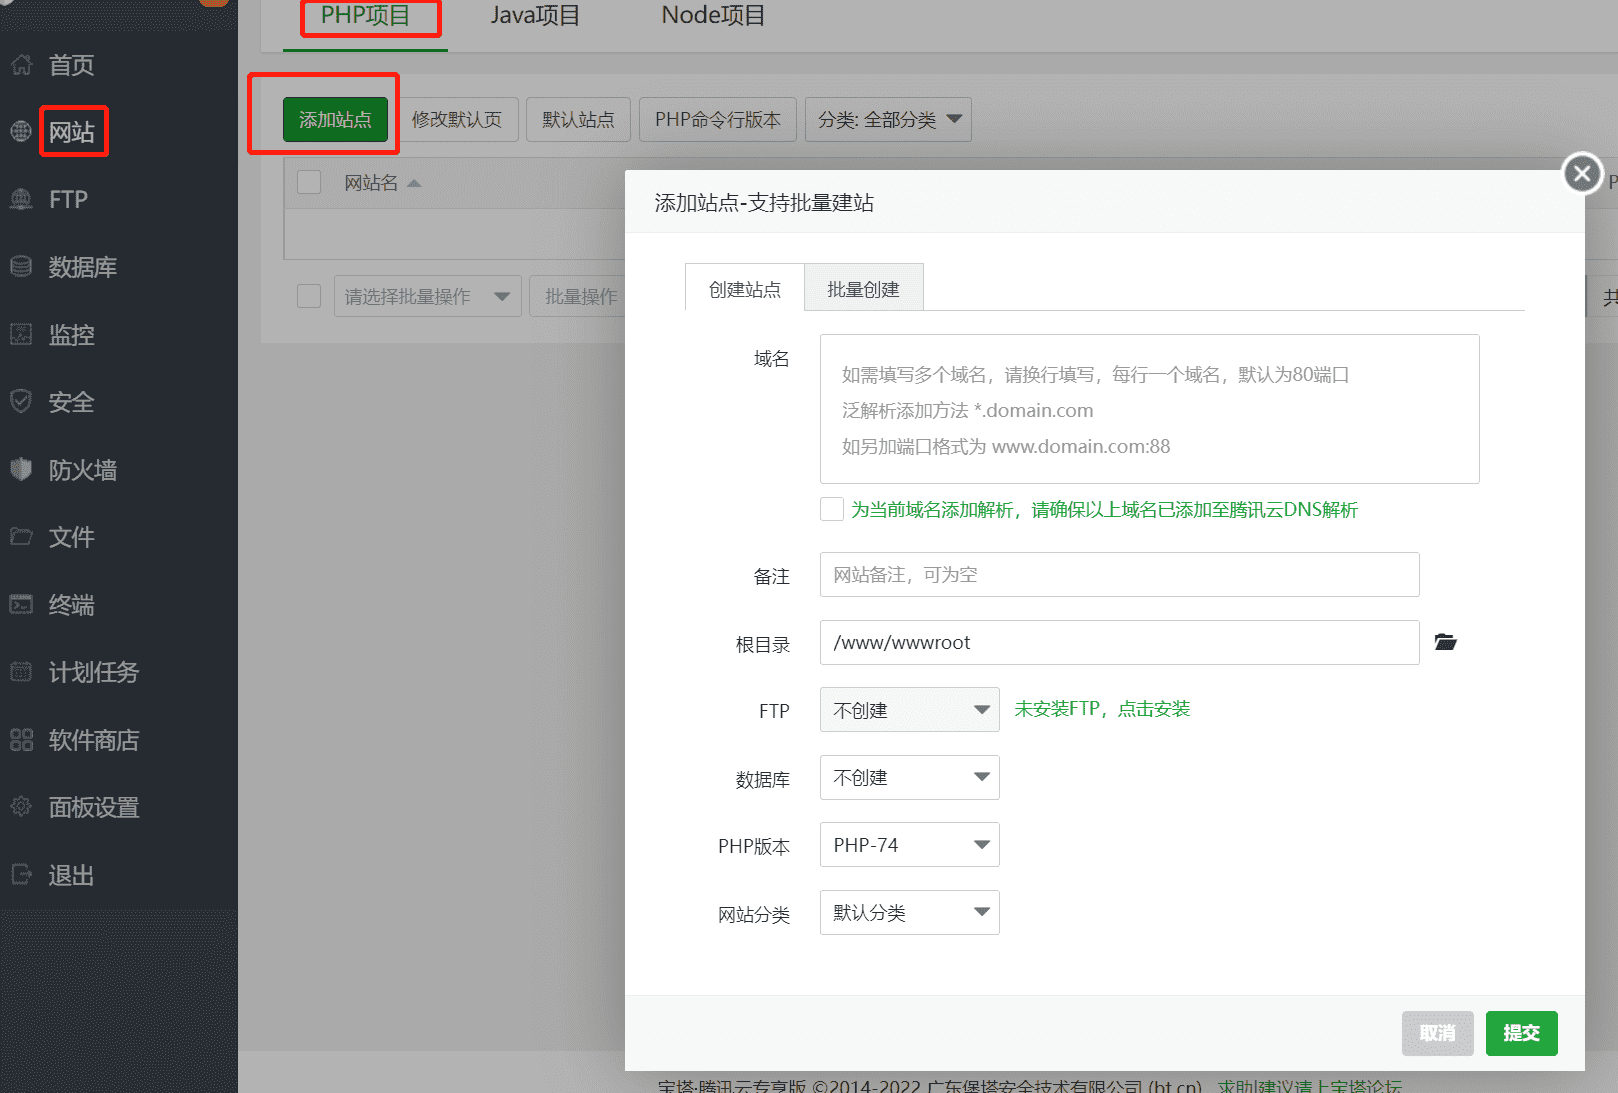 首页
网站
FTP
数据库
监控
安全
防火墙
文件
终端
计划任务
软件商店
面板设置
退出
PHP项目
Java项目
Node项目
添加站点
修改默认页
默认站点
PHP命令行版本
分类: 全部分类
网站名
P
请选择批量操作
批量操作
共
添加站点-支持批量建站
创建站点
批量创建
域名
如需填写多个域名，请换行填写，每行一个域名，默认为80端口
泛解析添加方法 *.domain.com
如另加端口格式为 www.domain.com:88
为当前域名添加解析，请确保以上域名已添加至腾讯云DNS解析
备注
网站备注，可为空
根目录
/www/wwwroot
FTP
不创建
未安装FTP，点击安装
数据库
不创建
PHP版本
PHP-74
网站分类
默认分类
取消
提交
宝塔·腾讯云专享版 ©2014-2022 广东堡塔安全技术有限公司 (bt.cn)
求助|建议请上宝塔论坛